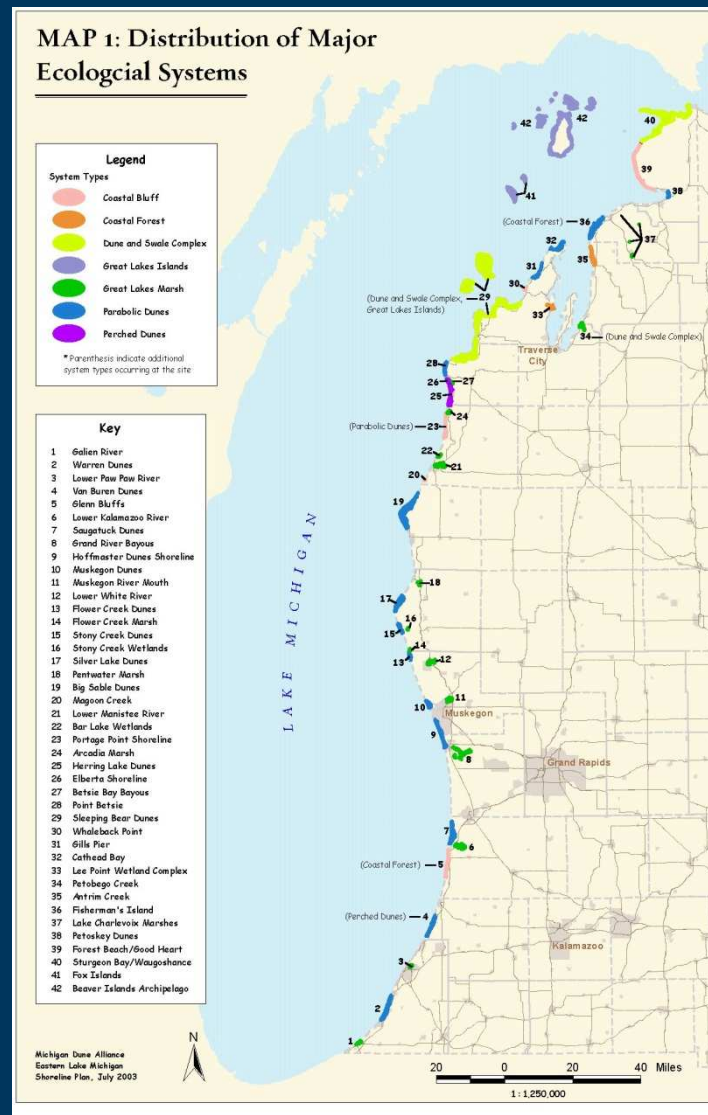 MAP 1: Distribution of Major
Ecologcial Systems
Legend
System Types
Coastal Bluff
Coastal Forest
Dune and Swale Complex
Great Lakes Islands
Great Lakes Marsh
Parabolic Dunes
Perched Dunes
* Parenthesis indicate additional
system types occurring at the site
Key
1 Galien River
2 Warren Dunes
3 Lower Paw Paw River
4 Van Buren Dunes
5 Glenn Bluffs
6 Lower Kalamazoo River
7 Saugatuck Dunes
8 Grand River Bayous
9 Hoffmaster Dunes Shoreline
10 Muskegon Dunes
11 Muskegon River Mouth
12 Lower White River
13 Flower Creek Dunes
14 Flower Creek Marsh
15 Stony Creek Dunes
16 Stony Creek Wetlands
17 Silver Lake Dunes
18 Pentwater Marsh
19 Big Sable Dunes
20 Magoon Creek
21 Lower Manistee River
22 Bar Lake Wetlands
23 Portage Point Shoreline
24 Arcadia Marsh
25 Herring Lake Dunes
26 Elberta Shoreline
27 Betsie Bay Bayous
28 Point Betsie
29 Sleeping Bear Dunes
30 Whaleback Point
31 Gills Pier
32 Cathead Bay
33 Lee Point Wetland Complex
34 Petobego Creek
35 Antrim Creek
36 Fisherman's Island
37 Lake Charlevoix Marshes
38 Petoskey Dunes
39 Forest Beach/Good Heart
40 Sturgeon Bay/Waugoshance
41 Fox Islands
42 Beaver Islands Archipelago
Michigan Dune Alliance
Eastern Lake Michigan
Shoreline Plan, July 2003
N
42
42
40
39
38
41
(Coastal Forest)
36
37
32
35
31
30
29
(Dune and Swale Complex,
Great Lakes Islands)
33
34
(Dune and Swale Complex)
Traverse
City
28
26
27
25
24
(Parabolic Dunes)
23
22
21
20
19
LAKE MICHIGAN
18
17
16
15
14
13
12
11
10
Muskegon
9
8
Grand Rapids
7
6
(Coastal Forest)
5
(Perched Dunes)
4
Kalamazoo
3
2
1
20 0 20 40 Miles
1 : 1,250,000